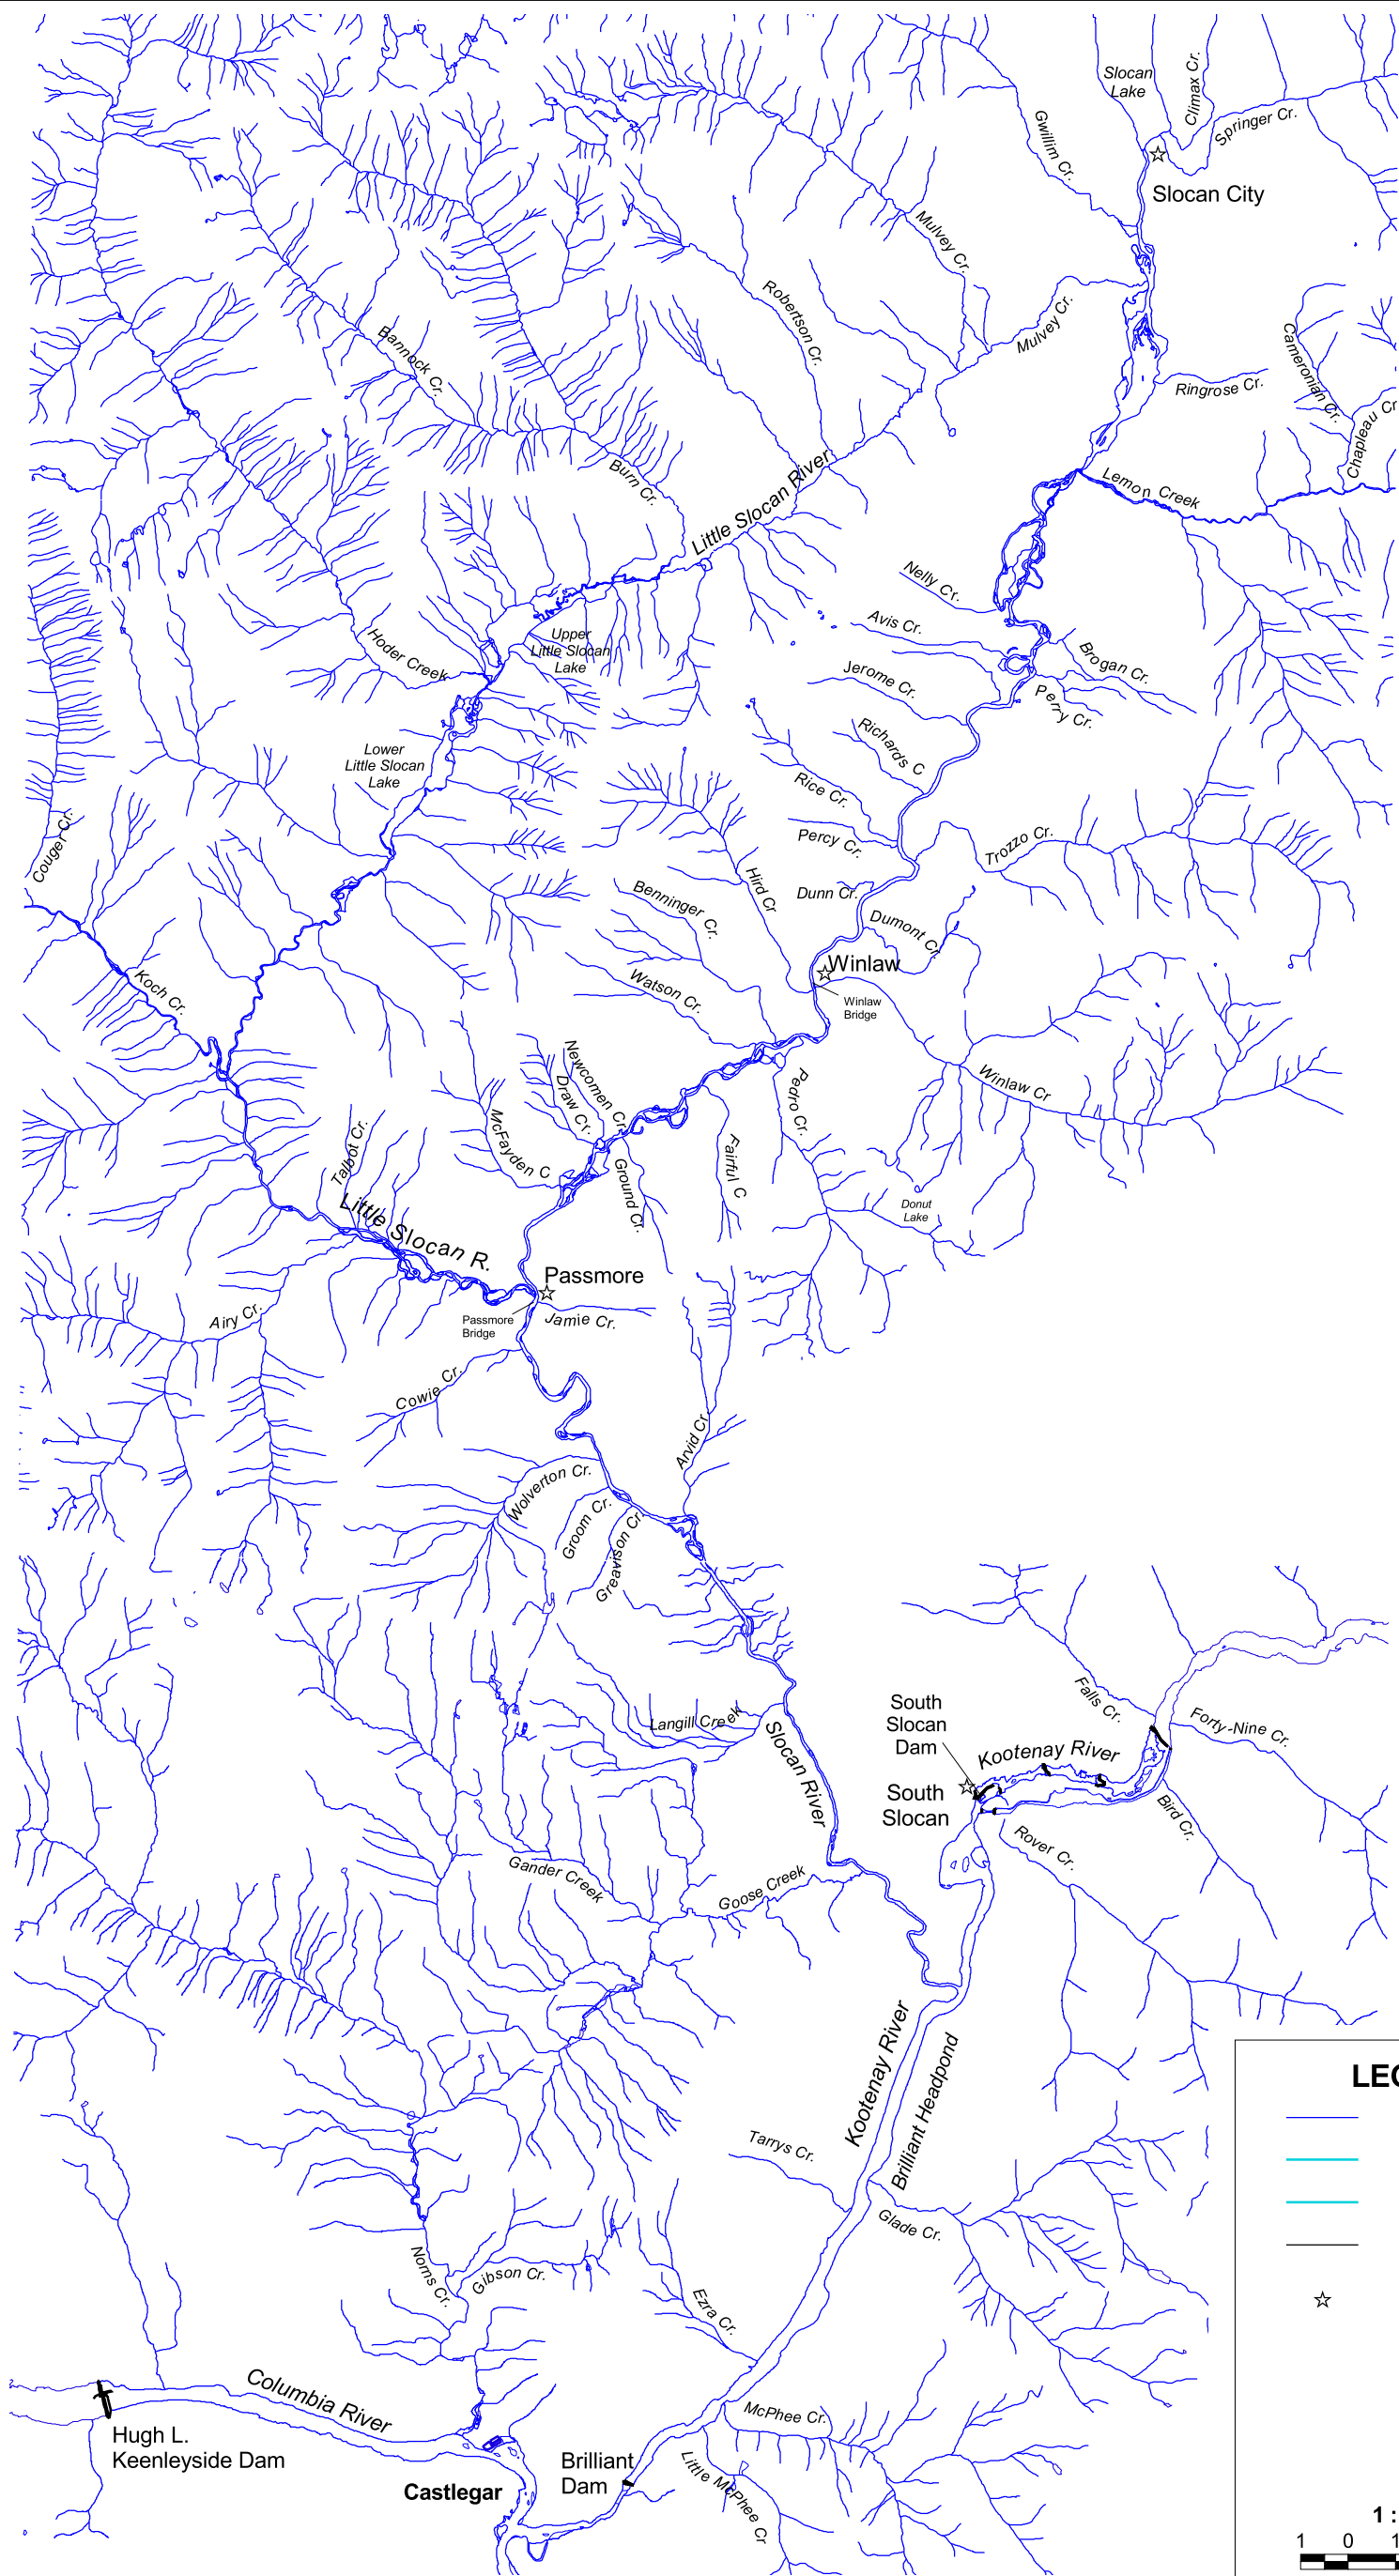 Slocan
Lake
Climax Cr.
Springer Cr.
Gwillim Cr.
Slocan City
Mulvey Cr.
Robertson Cr.
Mulvey Cr.
Bannock Cr.
Cameronian Cr.
Ringrose Cr.
Chapleau Cr
Burn Cr.
Little Slocan River
Lemon Creek
Nelly Cr.
Avis Cr.
Upper
Little Slocan
Lake
Hoder Creek
Brogan Cr.
Jerome Cr.
Perry Cr.
Richards C
Lower
Little Slocan
Lake
Rice Cr.
Couger Cr.
Percy Cr.
Trozzo Cr.
Hird Cr
Dunn Cr.
Benninger Cr.
Dumont Cr.
Winlaw
Koch Cr.
Watson Cr.
Winlaw
Bridge
Newcomen Cr.
Draw Cr.
Pedro Cr.
Winlaw Cr
McFayden C
Talbot Cr.
Ground Cr.
Fairful C
Donut
Lake
Little Slocan R.
Passmore
Airy Cr.
Passmore
Bridge
Jamie Cr.
Cowie Cr.
Arvid Cr.
Wolverton Cr.
Groom Cr.
Greavison Cr.
Falls Cr.
South
Slocan
Dam
Forty-Nine Cr.
Langill Creek
Slocan River
Kootenay River
South
Slocan
Bird Cr.
Rover Cr.
Gander Creek
Goose Creek
Kootenay River
Brilliant Headpond
LEG
Tarrys Cr.
Glade Cr.
Norns Cr.
Gibson Cr.
Ezra Cr.
Columbia River
McPhee Cr.
Hugh L.
Keenleyside Dam
Brilliant
Dam
Little McPhee Cr
Castlegar
1 :
1 0 1